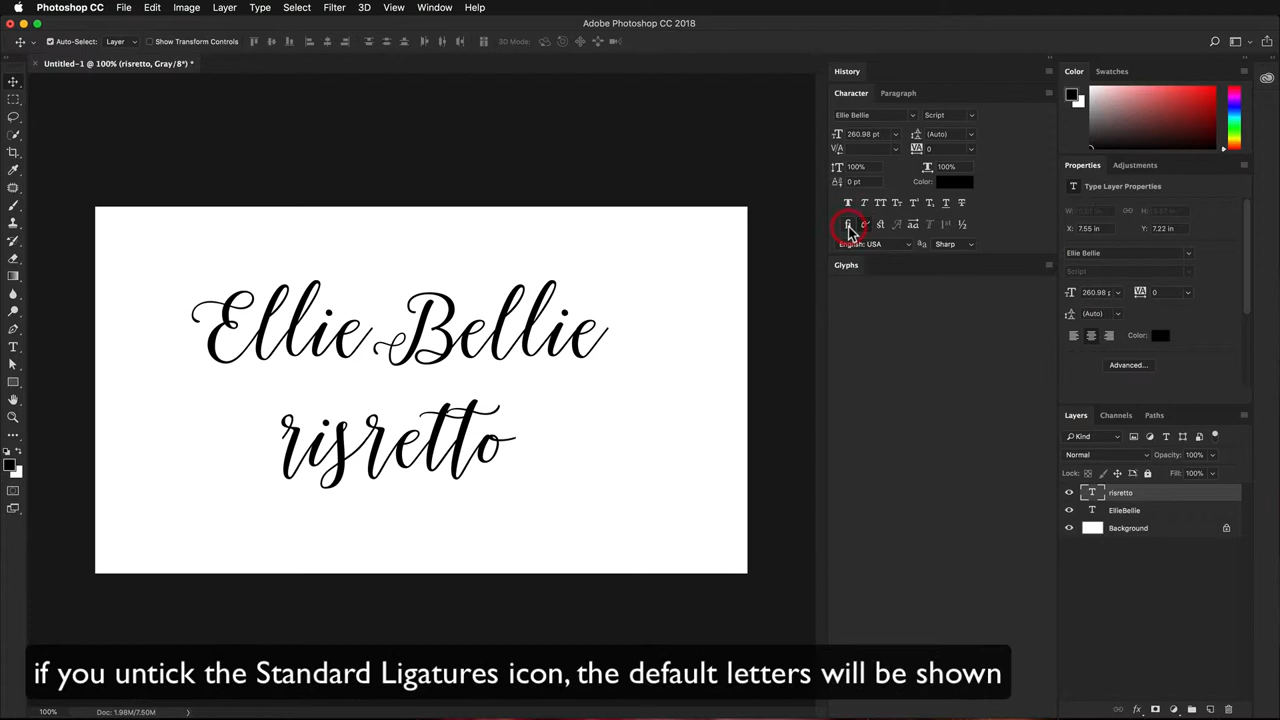 Photoshop CC File Edit Image Layer Type Select Filter 3D View Window Help
Adobe Photoshop CC 2018
Auto-Select: Layer Show Transform Controls 3D Mode:
Untitled-1 @ 100% (risretto, Gray/8*) *
History
Character Paragraph
Ellie Bellie Script
260.98 pt (Auto)
0
100% 100%
0 pt Color:
English: USA Sharp
Glyphs
Color Swatches
Properties Adjustments
Type Layer Properties
X: 7.55 in Y: 7.22 in
Ellie Bellie
Script
260.98 p 0
(Auto)
Color:
Advanced...
Layers Channels Paths
Kind
Normal Opacity: 100%
Lock: Fill: 100%
risretto
EllieBellie
Background
Ellie Bellie
risretto
if you untick the Standard Ligatures icon, the default letters will be shown
100% Doc: 1.98M/7.50M